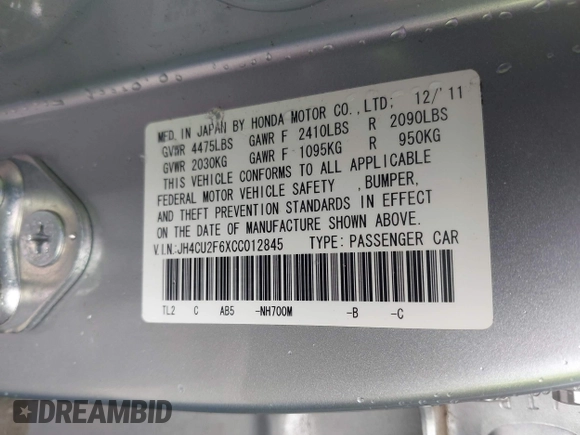 MFD. IN JAPAN BY HONDA MOTOR CO., LTD; 12/'11
GVWR 4475LBS GAWR F 2410LBS R 2090LBS
GVWR 2030KG GAWR F 1095KG R 950KG
THIS VEHICLE CONFORMS TO ALL APPLICABLE
FEDERAL MOTOR VEHICLE SAFETY , BUMPER,
AND THEFT PREVENTION STANDARDS IN EFFECT
ON THE DATE OF MANUFACTURE SHOWN ABOVE.
V.I.N.:JH4CU2F6XCC012845 TYPE: PASSENGER CAR
TL2 C AB5 -NH700M -B -C
DREAMBID